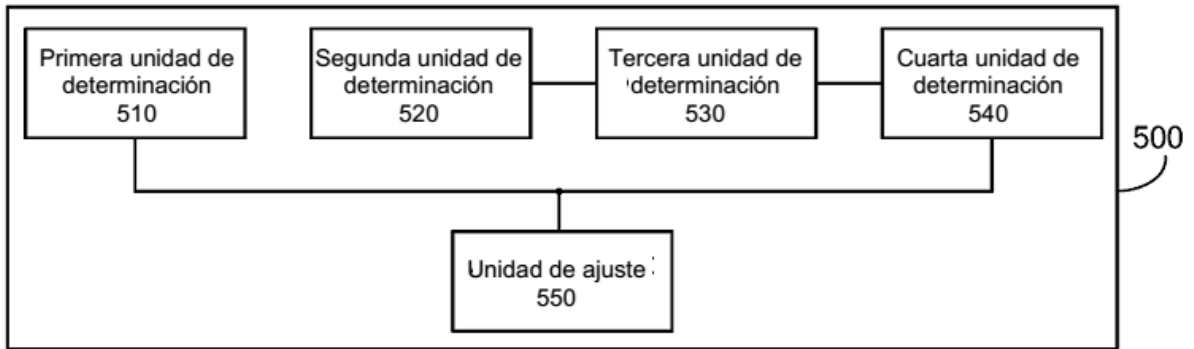 Primera unidad de
determinación
510
Segunda unidad de
determinación
520
Tercera unidad de
determinación
530
Cuarta unidad de
determinación
540
500
Unidad de ajuste
550